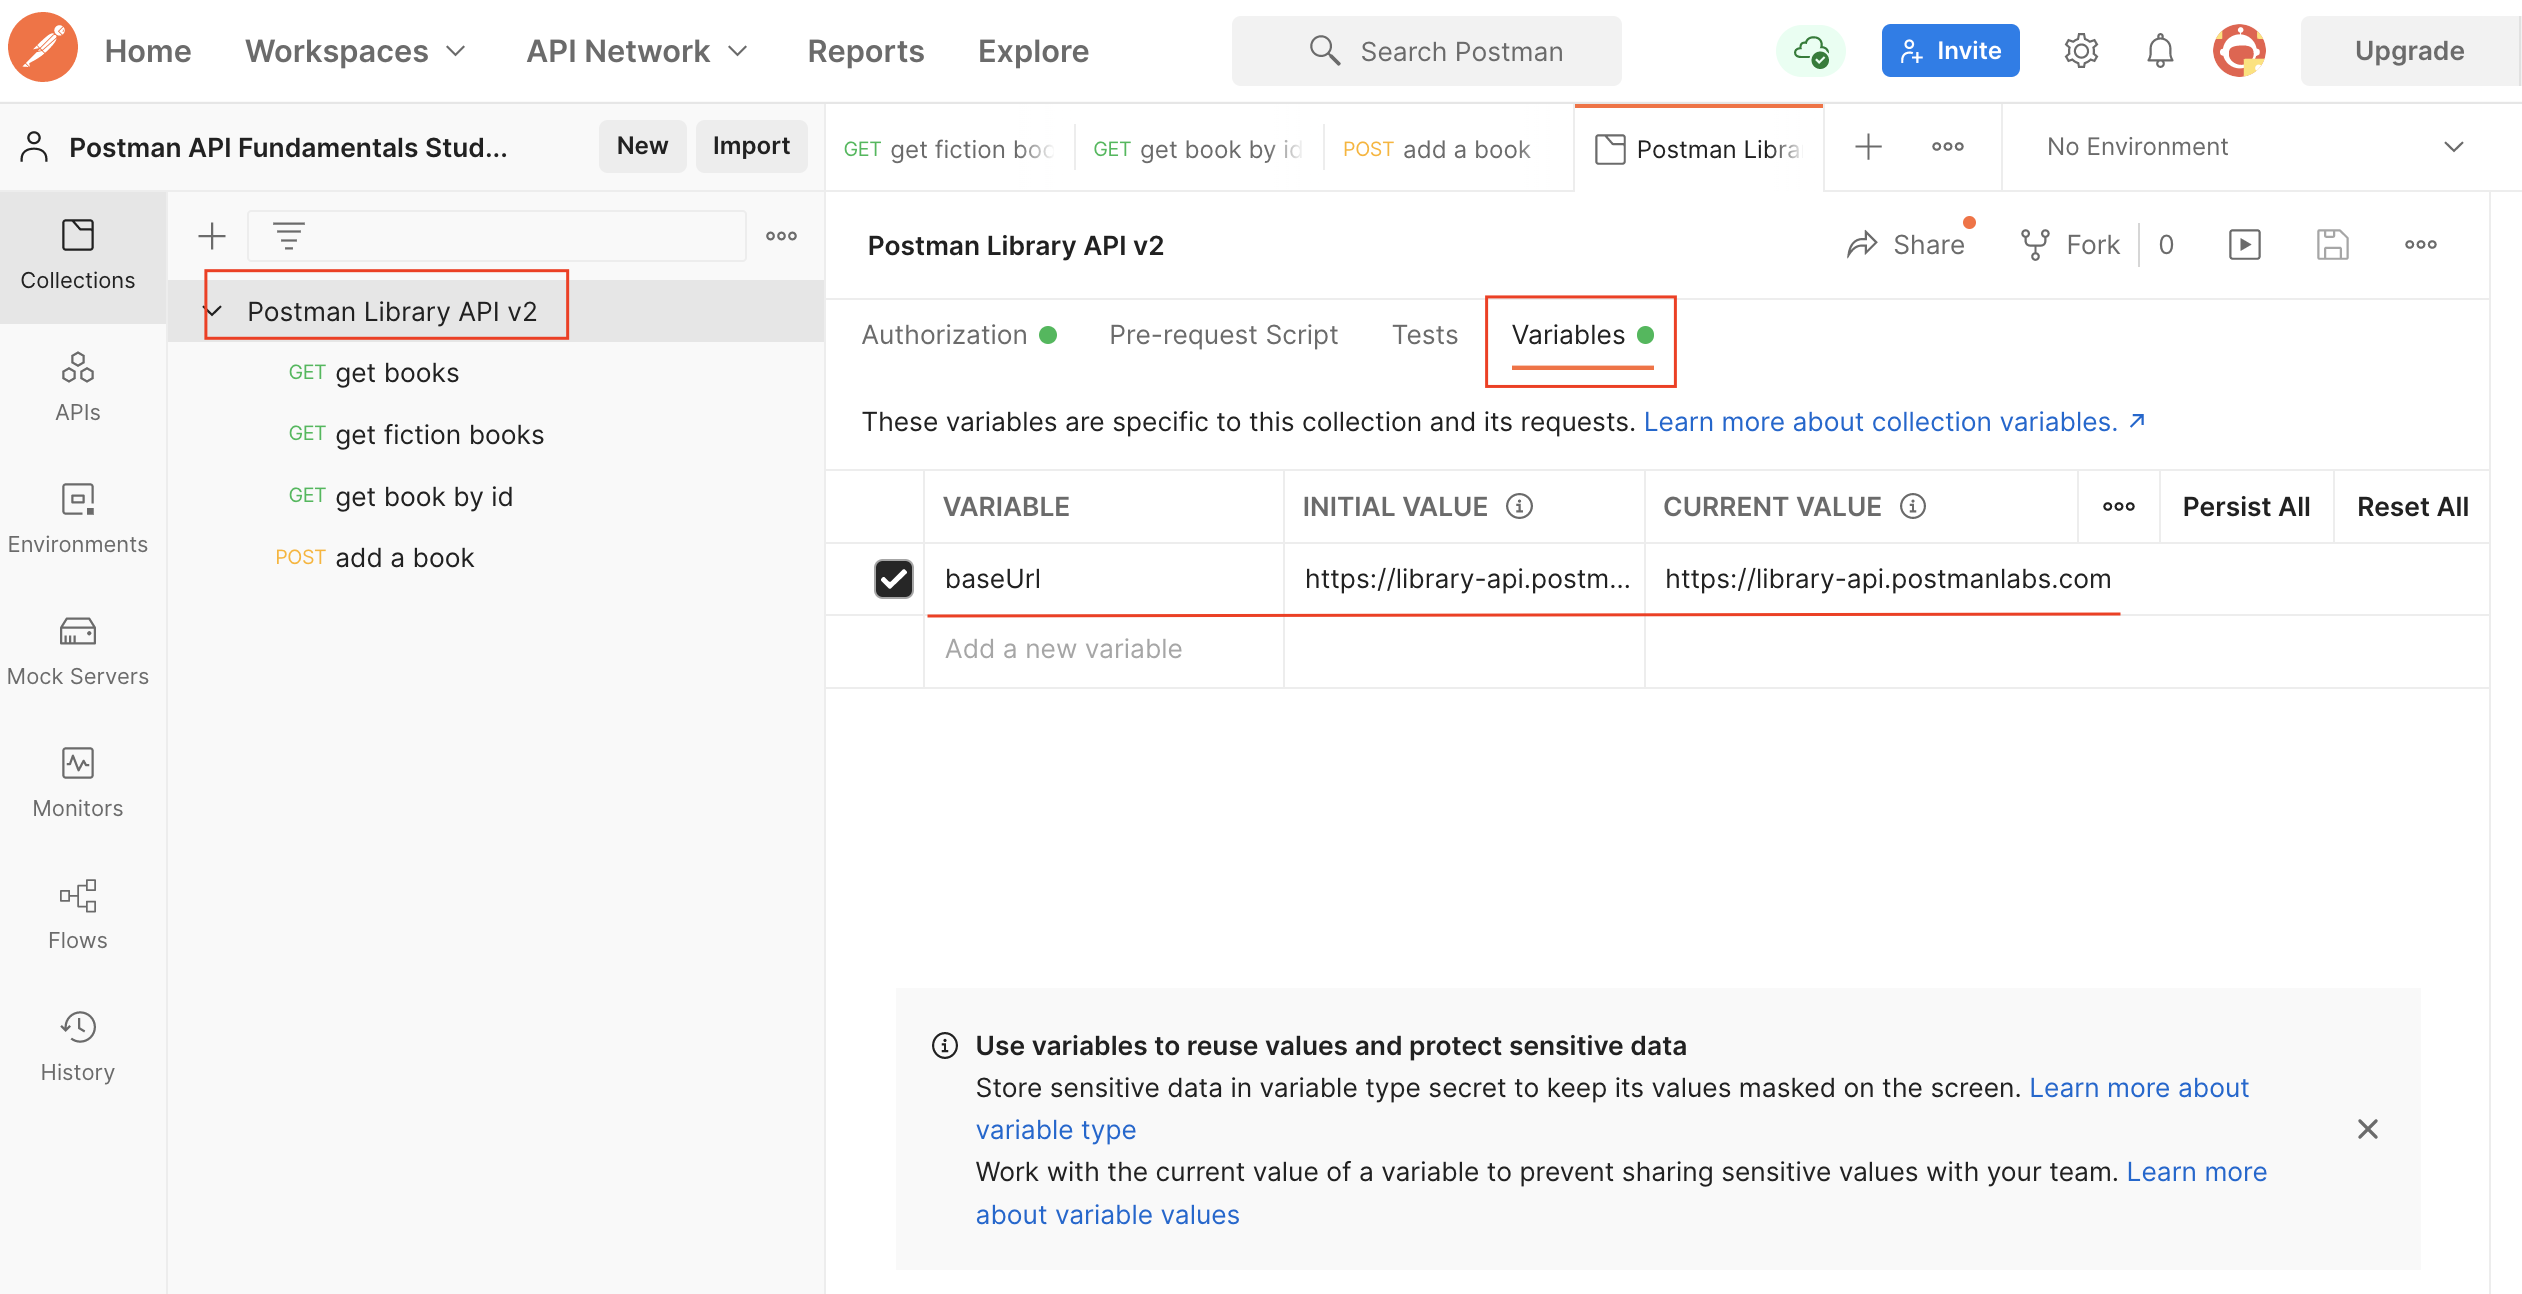 Home Workspaces API Network Reports Explore Search Postman Invite Upgrade
Postman API Fundamentals Stud... New Import
GET get fiction boo GET get book by id POST add a book Postman Libra No Environment
Collections
APIs
Environments
Mock Servers
Monitors
Flows
History
Postman Library API v2
GET get books
GET get fiction books
GET get book by id
POST add a book
Postman Library API v2 Share Fork 0
Authorization Pre-request Script Tests Variables
These variables are specific to this collection and its requests. Learn more about collection variables. ↗
VARIABLE INITIAL VALUE CURRENT VALUE Persist All Reset All
baseUrl https://library-api.postm... https://library-api.postmanlabs.com
Add a new variable
Use variables to reuse values and protect sensitive data
Store sensitive data in variable type secret to keep its values masked on the screen. Learn more about
variable type
Work with the current value of a variable to prevent sharing sensitive values with your team. Learn more
about variable values